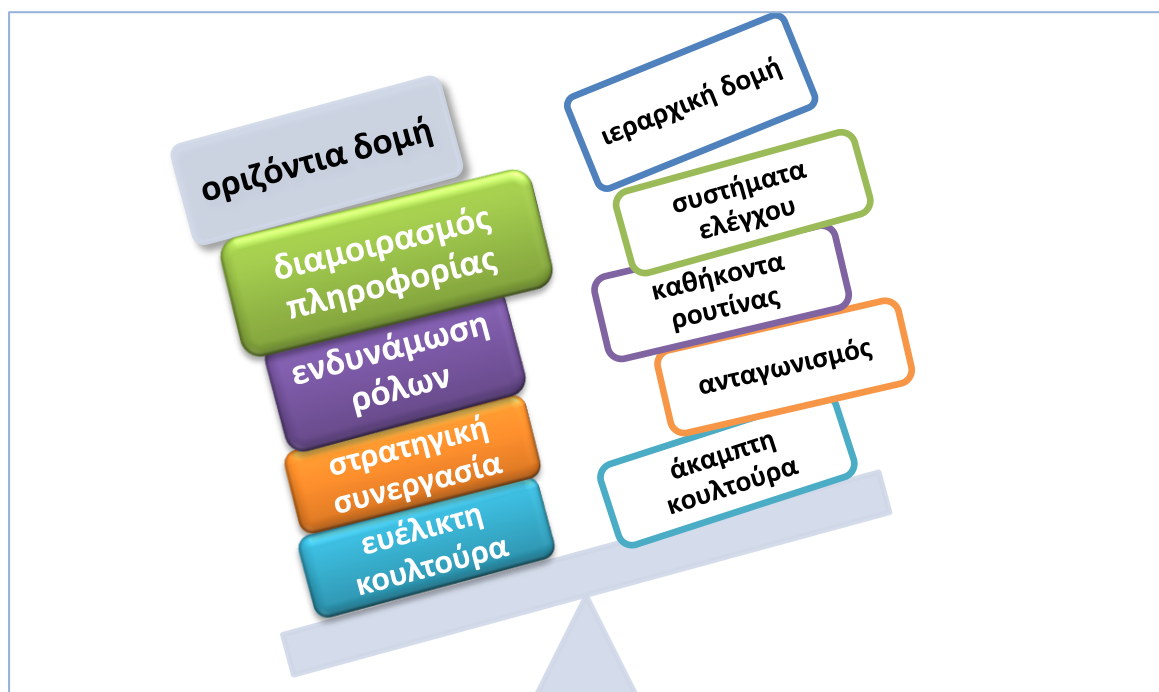 οριζόντια δομή
διαμοιρασμός
πληροφορίας
ενδυνάμωση
ρόλων
στρατηγική
συνεργασία
ευέλικτη
κουλτούρα
ιεραρχική δομή
συστήματα
ελέγχου
καθήκοντα
ρουτίνας
ανταγωνισμός
άκαμπτη
κουλτούρα